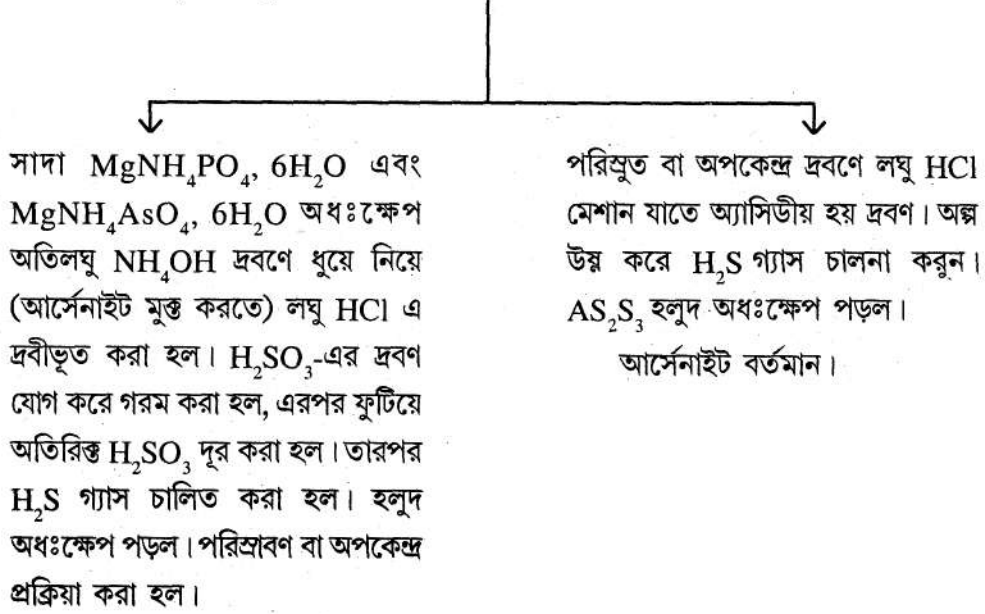 সাদা MgNH₄PO₄, 6H₂O এবং
MgNH₄AsO₄, 6H₂O অধঃক্ষেপ
অতিলঘু NH₄OH দ্রবণে ধুয়ে নিয়ে
(আর্সেনাইট মুক্ত করতে) লঘু HCl এ
দ্রবীভূত করা হল। H₂SO₃-এর দ্রবণ
যোগ করে গরম করা হল, এরপর ফুটিয়ে
অতিরিক্ত H₂SO₃ দূর করা হল। তারপর
H₂S গ্যাস চালিত করা হল। হলুদ
অধঃক্ষেপ পড়ল। পরিস্রাবণ বা অপকেন্দ্র
প্রক্রিয়া করা হল।
পরিস্রুত বা অপকেন্দ্র দ্রবণে লঘু HCl
মেশান যাতে অ্যাসিডীয় হয় দ্রবণ। অল্প
উষ্ণ করে H₂S গ্যাস চালনা করুন।
AS₂S₃ হলুদ অধঃক্ষেপ পড়ল।
আর্সেনাইট বর্তমান।